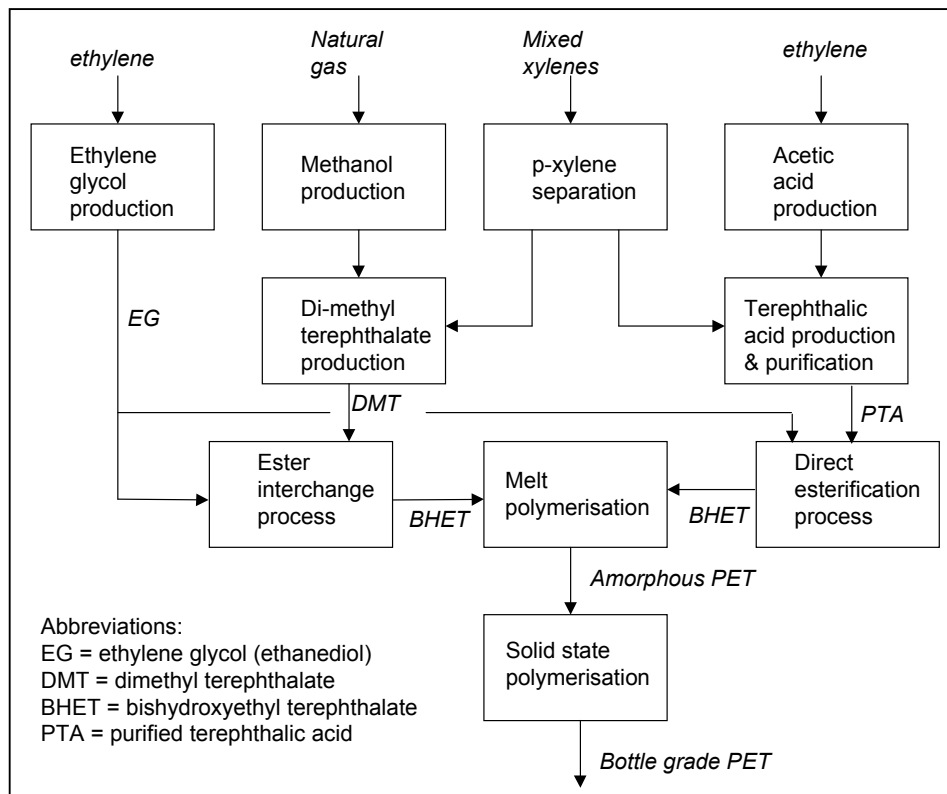 ethylene
Natural
gas
Mixed
xylenes
ethylene
Ethylene
glycol
production
Methanol
production
p-xylene
separation
Acetic
acid
production
EG
Di-methyl
terephthalate
production
Terephthalic
acid production
& purification
DMT
PTA
Ester
interchange
process
BHET
Melt
polymerisation
BHET
Direct
esterification
process
Amorphous PET
Solid state
polymerisation
Bottle grade PET
Abbreviations:
EG = ethylene glycol (ethanediol)
DMT = dimethyl terephthalate
BHET = bishydroxyethyl terephthalate
PTA = purified terephthalic acid